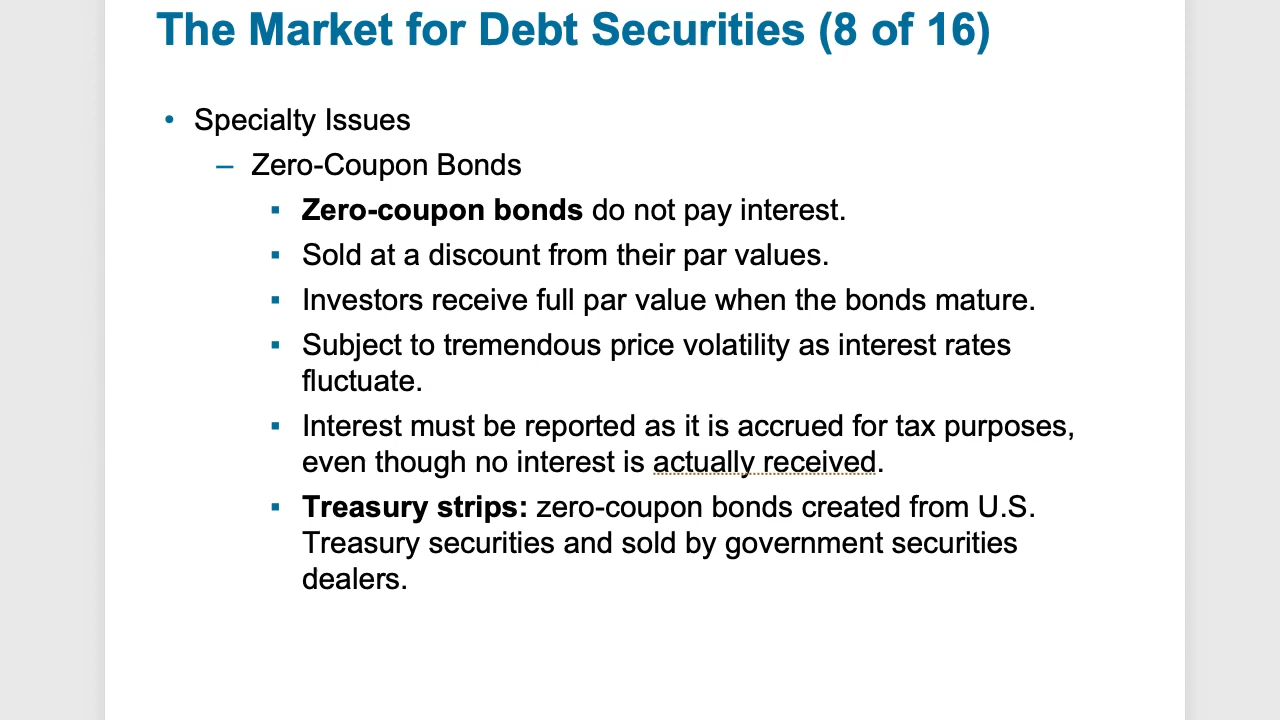 The Market for Debt Securities (8 of 16)
• Specialty Issues
– Zero-Coupon Bonds
▪ Zero-coupon bonds do not pay interest.
▪ Sold at a discount from their par values.
▪ Investors receive full par value when the bonds mature.
▪ Subject to tremendous price volatility as interest rates
fluctuate.
▪ Interest must be reported as it is accrued for tax purposes,
even though no interest is actually received.
▪ Treasury strips: zero-coupon bonds created from U.S.
Treasury securities and sold by government securities
dealers.